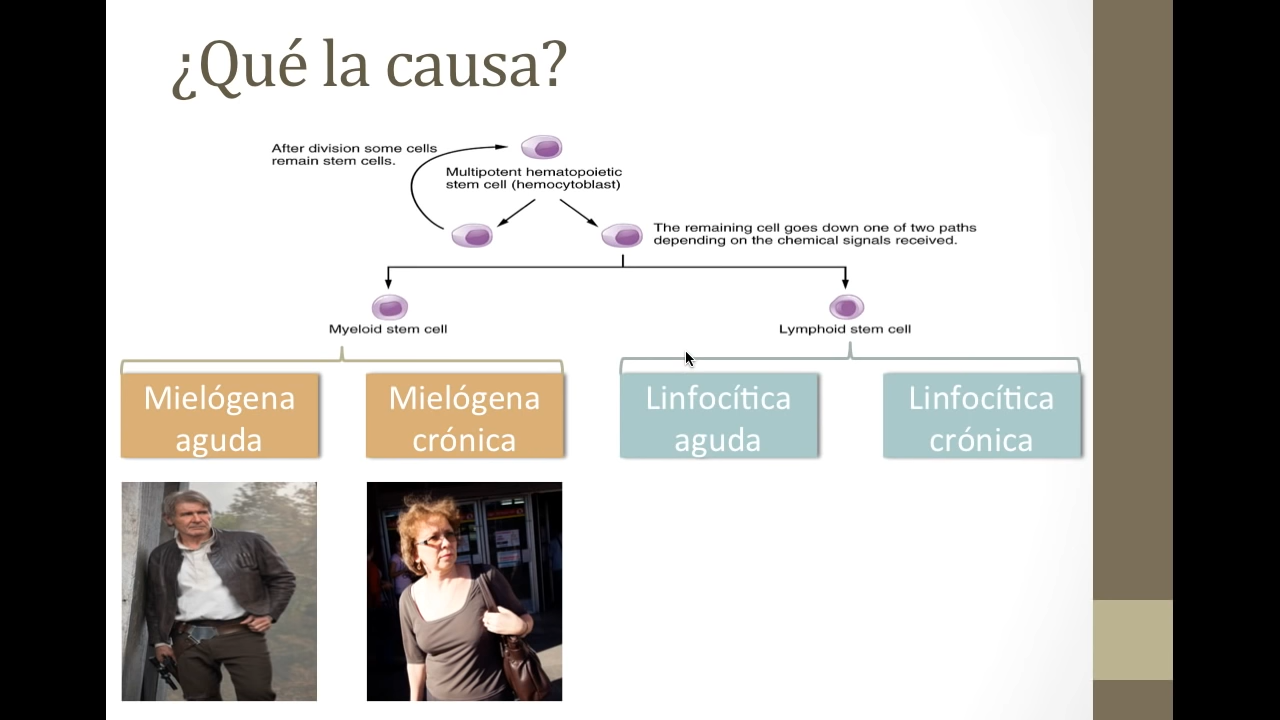 ¿Qué la causa?
After division some cells
remain stem cells.
Multipotent hematopoietic
stem cell (hemocytoblast)
The remaining cell goes down one of two paths
depending on the chemical signals received.
Myeloid stem cell
Lymphoid stem cell
Mielógena
aguda
Mielógena
crónica
Linfocítica
aguda
Linfocítica
crónica